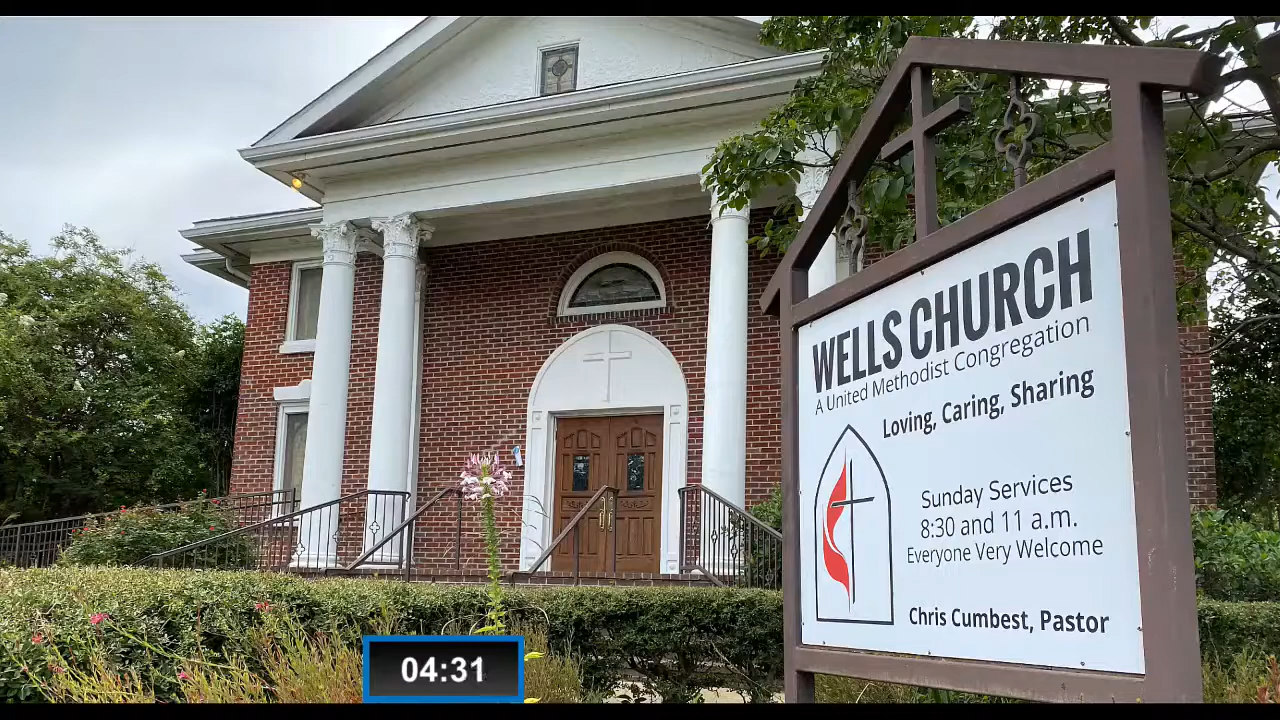 WELLS CHURCH
A United Methodist Congregation
Loving, Caring, Sharing
Sunday Services
8:30 and 11 a.m.
Everyone Very Welcome
Chris Cumbest, Pastor
04:31